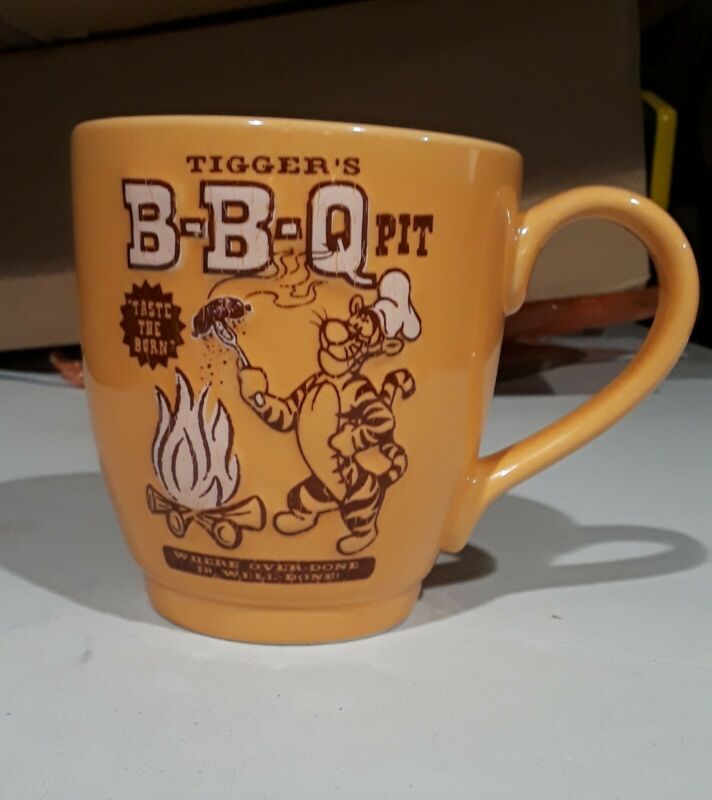 TIGGER'S
B-B-Q PIT
"TASTE
THE
BURN"
WHERE OVER-DONE
IS WELL-DONE!